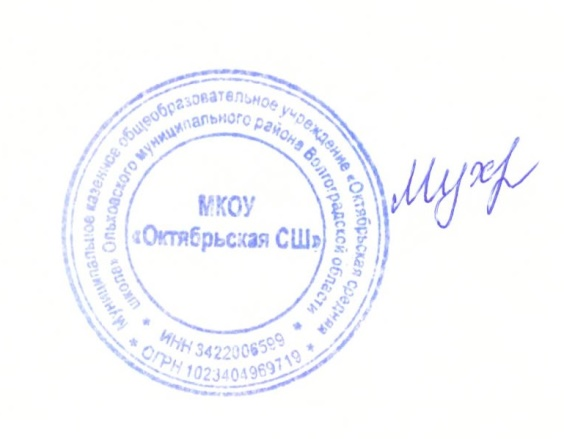 Муниципальное казенное общеобразовательное учреждение «Октябрьская средняя
школа» Ольховского муниципального района Волгоградской области
МКОУ
«Октябрьская СШ»
ИНН 3422006599
ОГРН 1023404969719